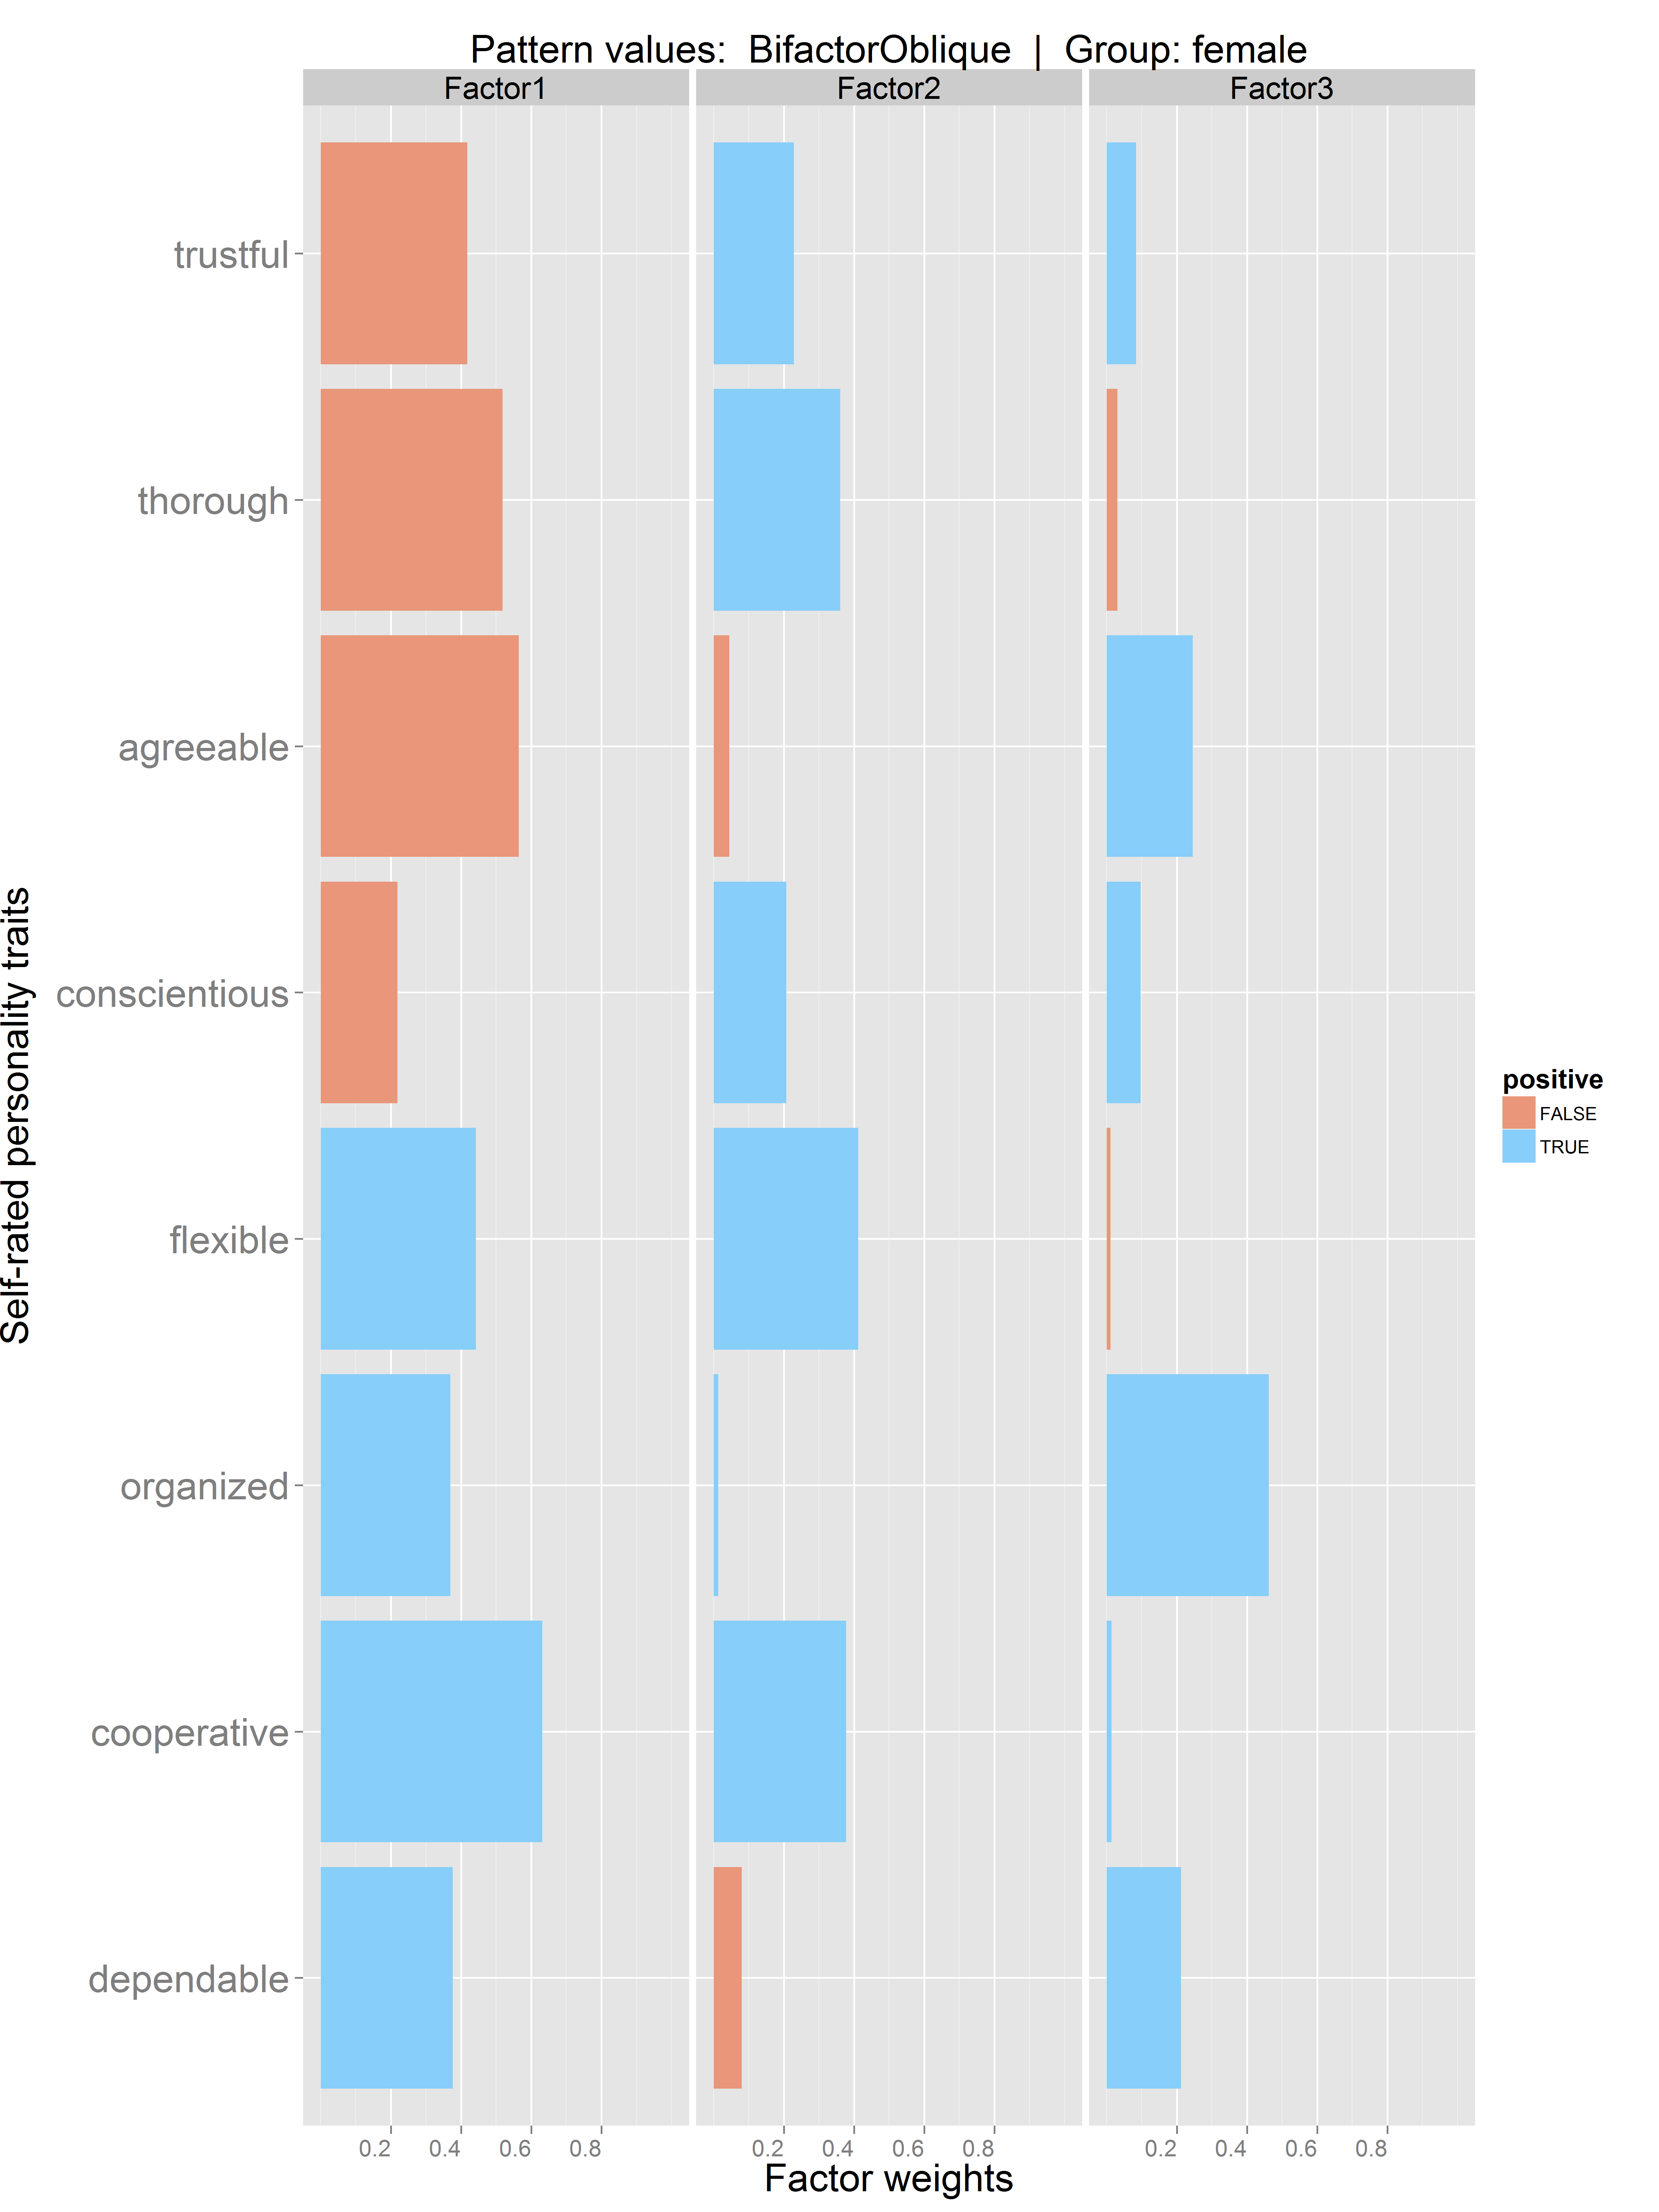 Pattern values:  BifactorOblique  |  Group: female
Factor1
Factor2
Factor3
trustful
thorough
agreeable
conscientious
flexible
organized
cooperative
dependable
Self-rated personality traits
0.2 0.4 0.6 0.8
0.2 0.4 0.6 0.8
0.2 0.4 0.6 0.8
Factor weights
positive
FALSE
TRUE